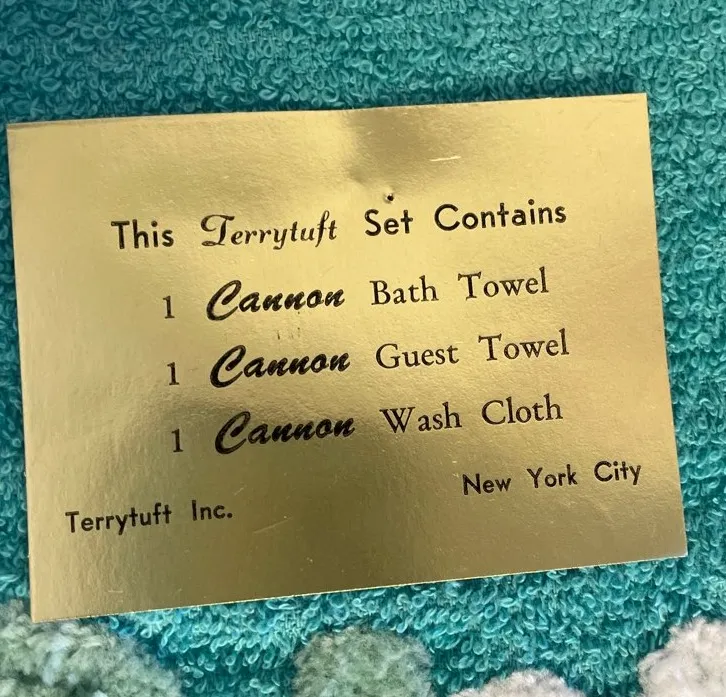 This Terrytuft Set Contains
1 Cannon Bath Towel
1 Cannon Guest Towel
1 Cannon Wash Cloth
New York City
Terrytuft Inc.